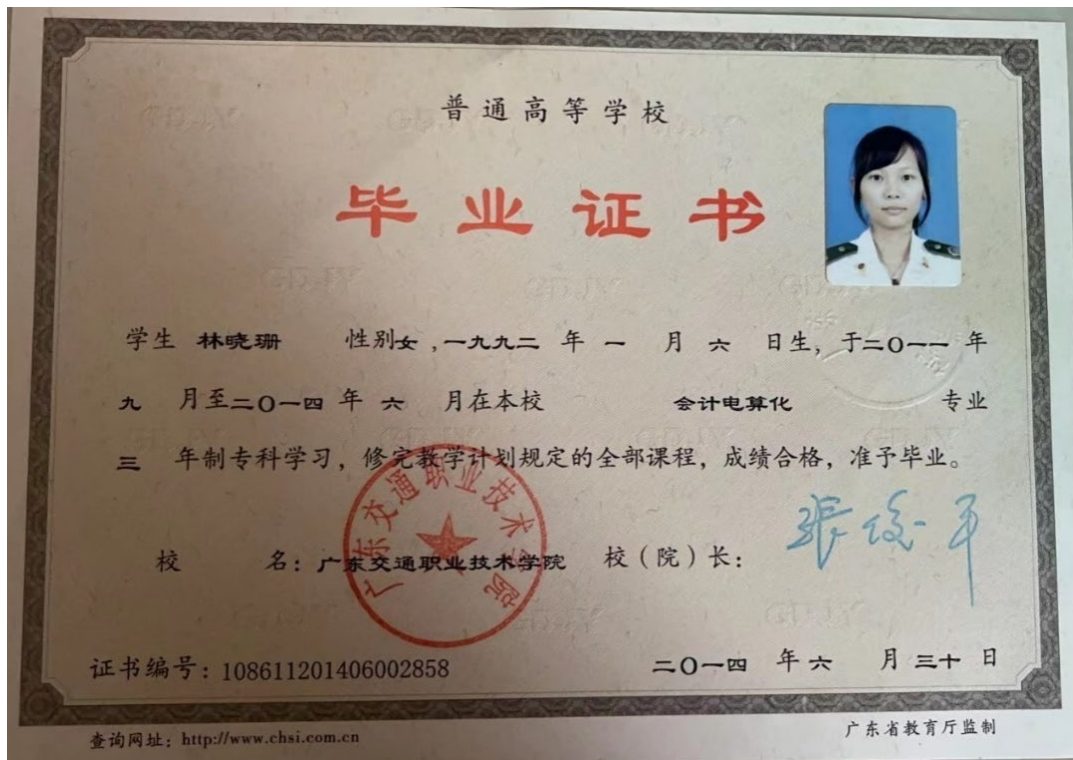 普通高等学校
毕业证书
学生 林晓珊 性别女,一九九二 年 一 月 六 日生，于二〇一一 年
九 月至二〇一四 年 六 月在本校 会计电算化 专业
三 年制专科学习，修完教学计划规定的全部课程，成绩合格，准予毕业。
广东交通职业技术学院
校 名：广东交通职业技术学院 校（院）长：
证书编号：108611201406002858 二〇一四 年 六 月 三十 日
查询网址：http://www.chsi.com.cn 广东省教育厅监制